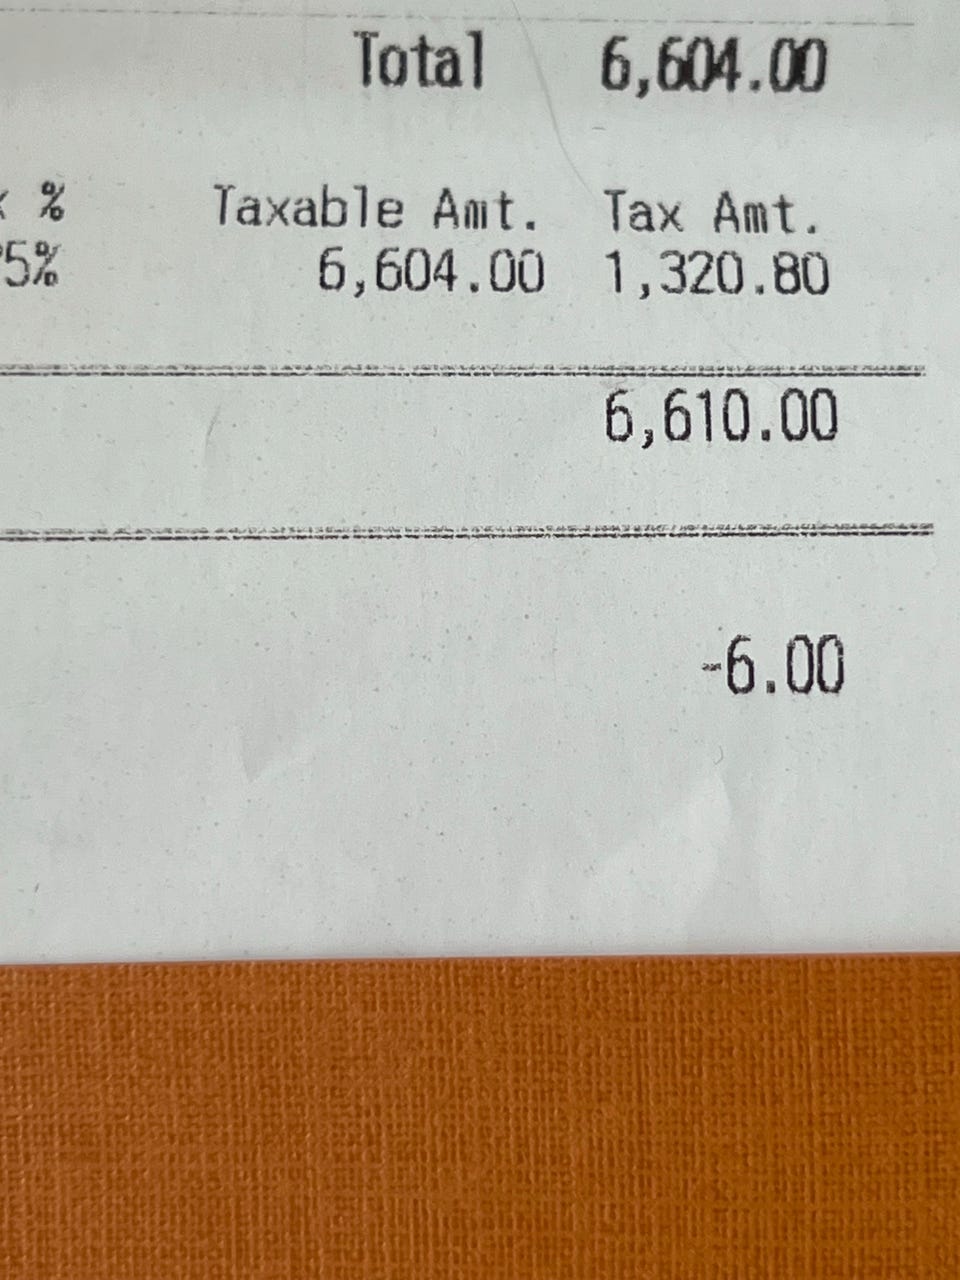 Total 6,604.00
% Taxable Amt. Tax Amt.
5% 6,604.00 1,320.80
6,610.00
-6.00